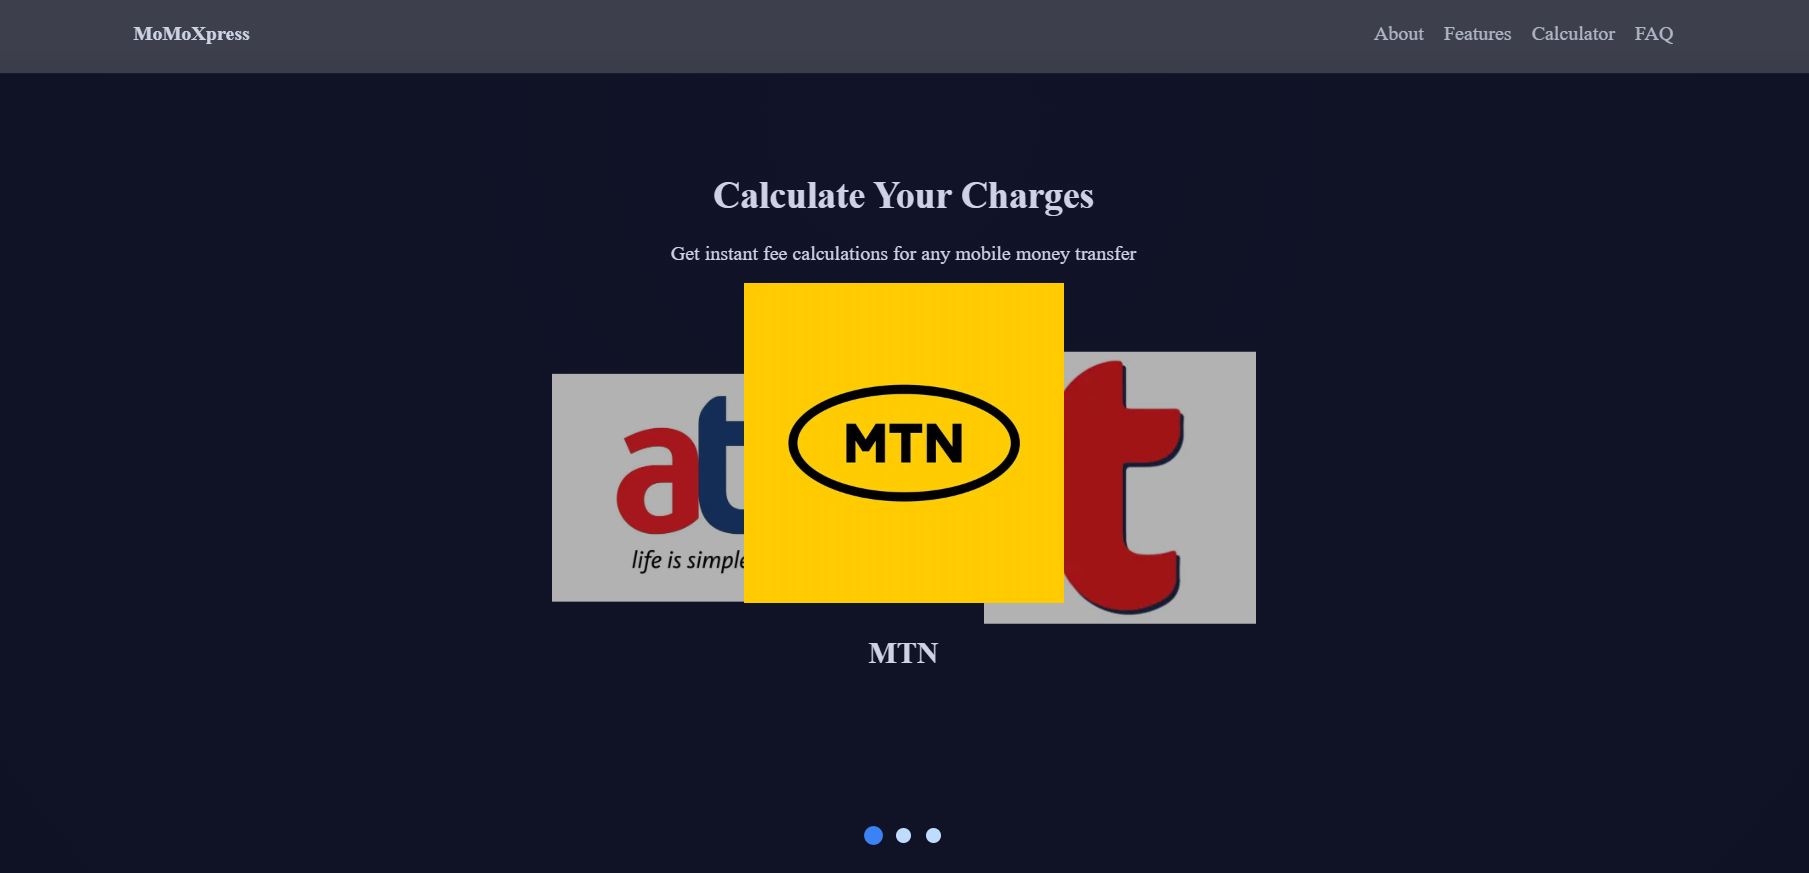 MoMoXpress
About Features Calculator FAQ
Calculate Your Charges
Get instant fee calculations for any mobile money transfer
at
life is simple
MTN
t
MTN